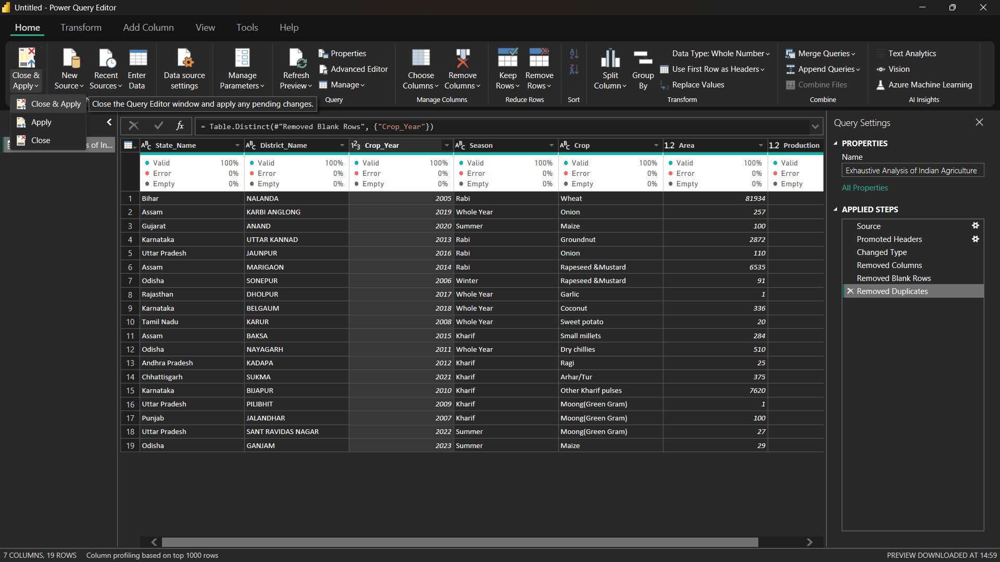 Untitled - Power Query Editor
Home Transform Add Column View Tools Help
Close & Apply
New Source
Recent Sources
Enter Data
Data source settings
Manage Parameters
Refresh Preview
Properties
Advanced Editor
Manage
Query
Choose Columns
Remove Columns
Manage Columns
Keep Rows
Remove Rows
Reduce Rows
Sort
Split Column
Group By
Data Type: Whole Number
Use First Row as Headers
Replace Values
Transform
Merge Queries
Append Queries
Combine Files
Combine
Text Analytics
Vision
Azure Machine Learning
AI Insights
Close & Apply
Apply
Close
Close the Query Editor window and apply any pending changes.
s of In...
= Table.Distinct(#"Removed Blank Rows", {"Crop_Year"})
State_Name District_Name Crop_Year Season Crop 1.2 Area 1.2 Production
Valid 100% Valid 100% Valid 100% Valid 100% Valid 100% Valid 100% Valid
Error 0% Error 0% Error 0% Error 0% Error 0% Error 0% Error
Empty 0% Empty 0% Empty 0% Empty 0% Empty 0% Empty 0% Empty
1 Bihar NALANDA 2005 Rabi Wheat 81934
2 Assam KARBI ANGLONG 2019 Whole Year Onion 257
3 Gujarat ANAND 2020 Summer Maize 100
4 Karnataka UTTAR KANNAD 2013 Rabi Groundnut 2872
5 Uttar Pradesh JAUNPUR 2016 Rabi Onion 110
6 Assam MARIGAON 2014 Rabi Rapeseed &Mustard 6535
7 Odisha SONEPUR 2006 Winter Rapeseed &Mustard 91
8 Rajasthan DHOLPUR 2017 Whole Year Garlic 1
9 Karnataka BELGAUM 2018 Whole Year Coconut 336
10 Tamil Nadu KARUR 2008 Whole Year Sweet potato 20
11 Assam BAKSA 2015 Kharif Small millets 284
12 Odisha NAYAGARH 2011 Whole Year Dry chillies 510
13 Andhra Pradesh KADAPA 2012 Kharif Ragi 25
14 Chhattisgarh SUKMA 2021 Kharif Arhar/Tur 375
15 Karnataka BIJAPUR 2010 Kharif Other Kharif pulses 7620
16 Uttar Pradesh PILIBHIT 2009 Kharif Moong(Green Gram) 1
17 Punjab JALANDHAR 2007 Kharif Moong(Green Gram) 100
18 Uttar Pradesh SANT RAVIDAS NAGAR 2022 Summer Moong(Green Gram) 27
19 Odisha GANJAM 2023 Summer Maize 29
Query Settings
PROPERTIES
Name
Exhaustive Analysis of Indian Agriculture
All Properties
APPLIED STEPS
Source
Promoted Headers
Changed Type
Removed Columns
Removed Blank Rows
Removed Duplicates
7 COLUMNS, 19 ROWS Column profiling based on top 1000 rows
PREVIEW DOWNLOADED AT 14:59